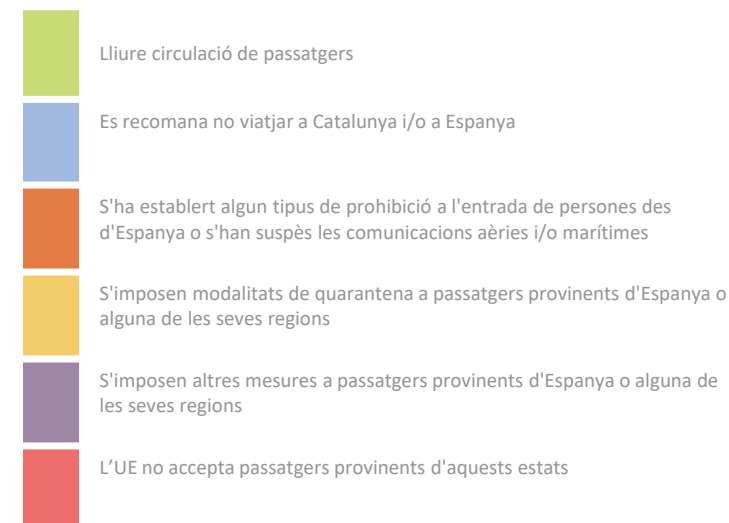 Lliure circulació de passatgers
Es recomana no viatjar a Catalunya i/o a Espanya
S'ha establert algun tipus de prohibició a l'entrada de persones des
d'Espanya o s'han suspès les comunicacions aèries i/o marítimes
S'imposen modalitats de quarantena a passatgers provinents d'Espanya o
alguna de les seves regions
S'imposen altres mesures a passatgers provinents d'Espanya o alguna de
les seves regions
L’UE no accepta passatgers provinents d'aquests estats